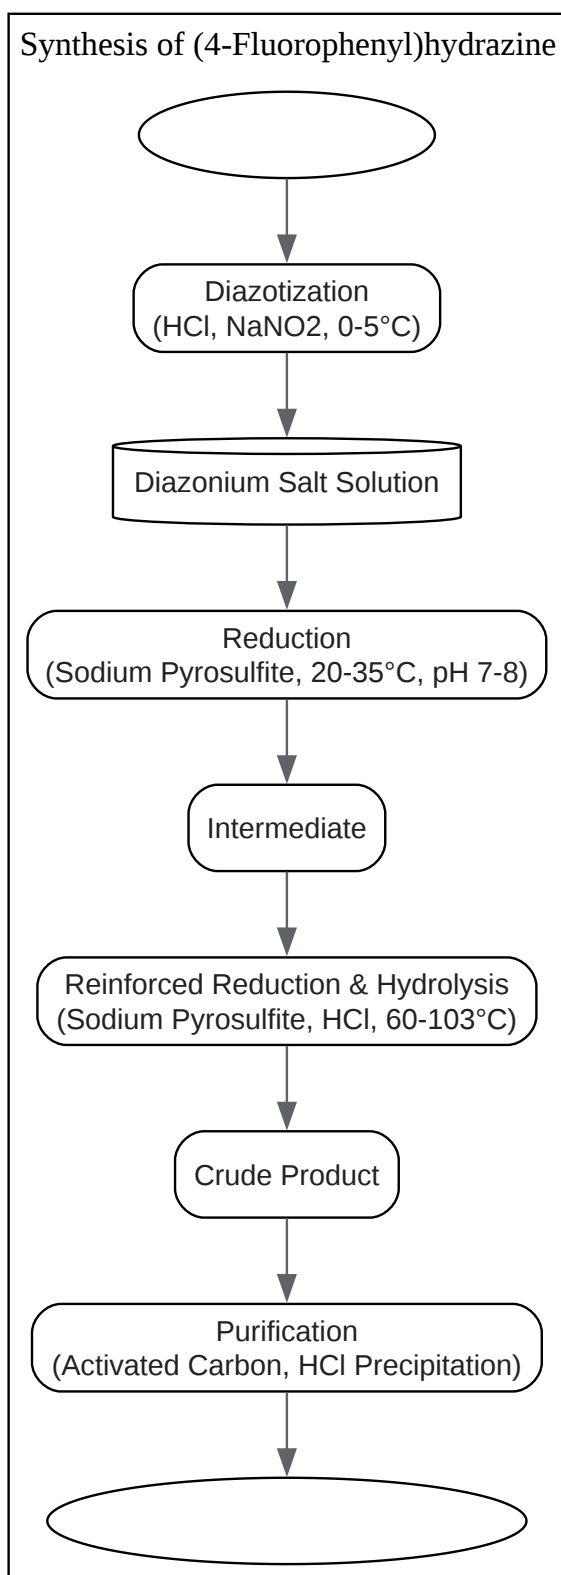 Synthesis of (4-Fluorophenyl)hydrazine
Diazotization
(HCl, NaNO2, 0-5°C)
Diazonium Salt Solution
Reduction
(Sodium Pyrosulfite, 20-35°C, pH 7-8)
Intermediate
Reinforced Reduction & Hydrolysis
(Sodium Pyrosulfite, HCl, 60-103°C)
Crude Product
Purification
(Activated Carbon, HCl Precipitation)